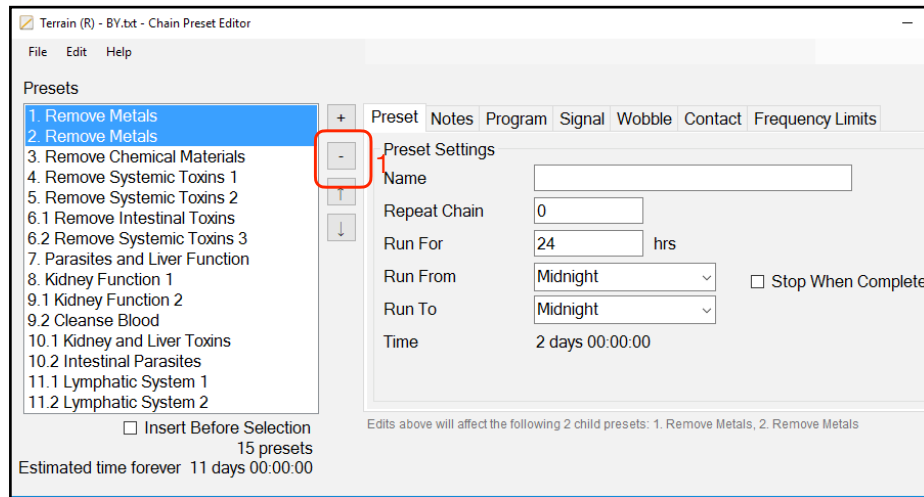 Terrain (R) - BY.txt - Chain Preset Editor
File Edit Help
Presets
1. Remove Metals
2. Remove Metals
3. Remove Chemical Materials
4. Remove Systemic Toxins 1
5. Remove Systemic Toxins 2
6.1 Remove Intestinal Toxins
6.2 Remove Systemic Toxins 3
7. Parasites and Liver Function
8. Kidney Function 1
9.1 Kidney Function 2
9.2 Cleanse Blood
10.1 Kidney and Liver Toxins
10.2 Intestinal Parasites
11.1 Lymphatic System 1
11.2 Lymphatic System 2
Insert Before Selection
15 presets
Estimated time forever 11 days 00:00:00
+
-
↑
↓
1
Preset Notes Program Signal Wobble Contact Frequency Limits
Preset Settings
Name
Repeat Chain 0
Run For 24 hrs
Run From Midnight
Stop When Complete
Run To Midnight
Time 2 days 00:00:00
Edits above will affect the following 2 child presets: 1. Remove Metals, 2. Remove Metals